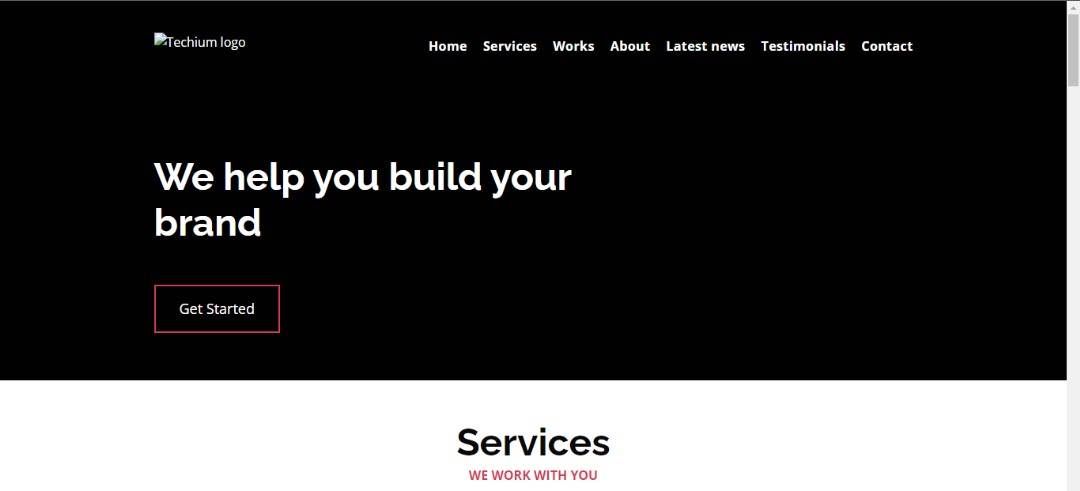 Techium logo
Home Services Works About Latest news Testimonials Contact
We help you build your
brand
Get Started
Services
WE WORK WITH YOU